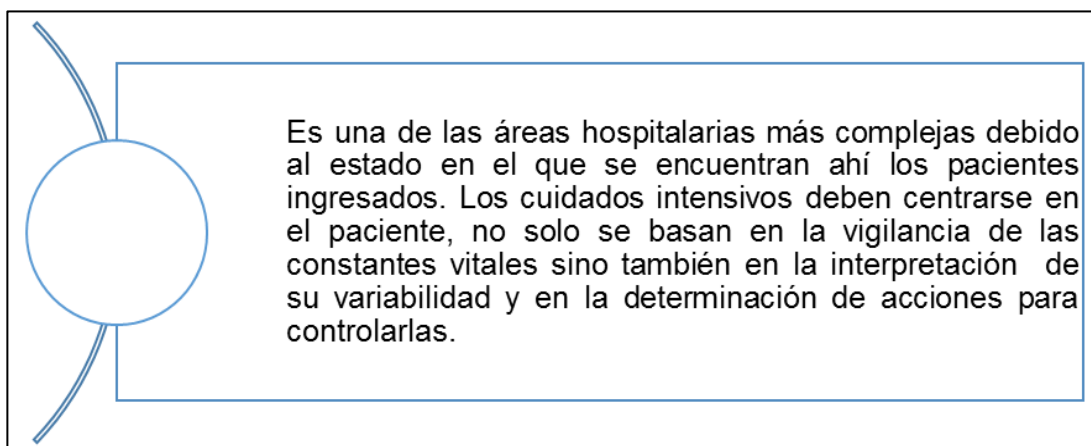 Es una de las áreas hospitalarias más complejas debido
al estado en el que se encuentran ahí los pacientes
ingresados. Los cuidados intensivos deben centrarse en
el paciente, no solo se basan en la vigilancia de las
constantes vitales sino también en la interpretación de
su variabilidad y en la determinación de acciones para
controlarlas.